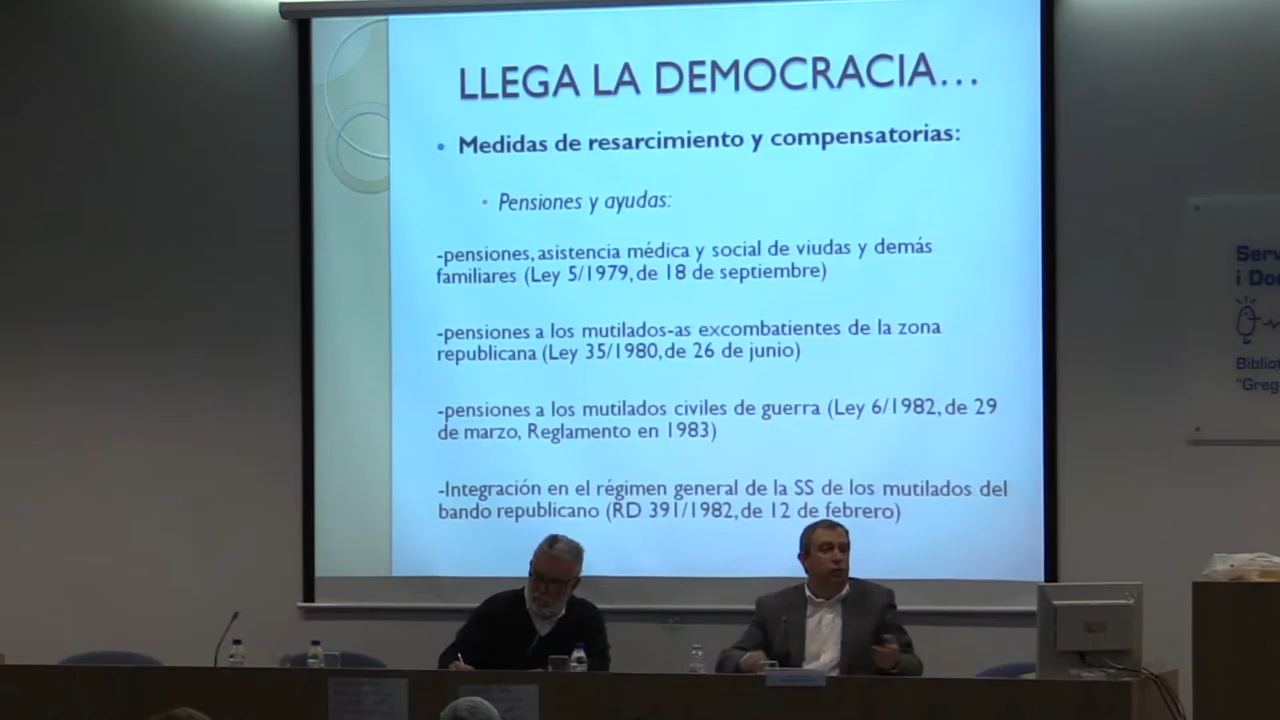 LLEGA LA DEMOCRACIA...
• Medidas de resarcimiento y compensatorias:
• Pensiones y ayudas:
-pensiones, asistencia médica y social de viudas y demás
familiares (Ley 5/1979, de 18 de septiembre)
-pensiones a los mutilados-as excombatientes de la zona
republicana (Ley 35/1980, de 26 de junio)
-pensiones a los mutilados civiles de guerra (Ley 6/1982, de 29
de marzo, Reglamento en 1983)
-Integración en el régimen general de la SS de los mutilados del
bando republicano (RD 391/1982, de 12 de febrero)
Serv
i Do
Biblio
"Greg